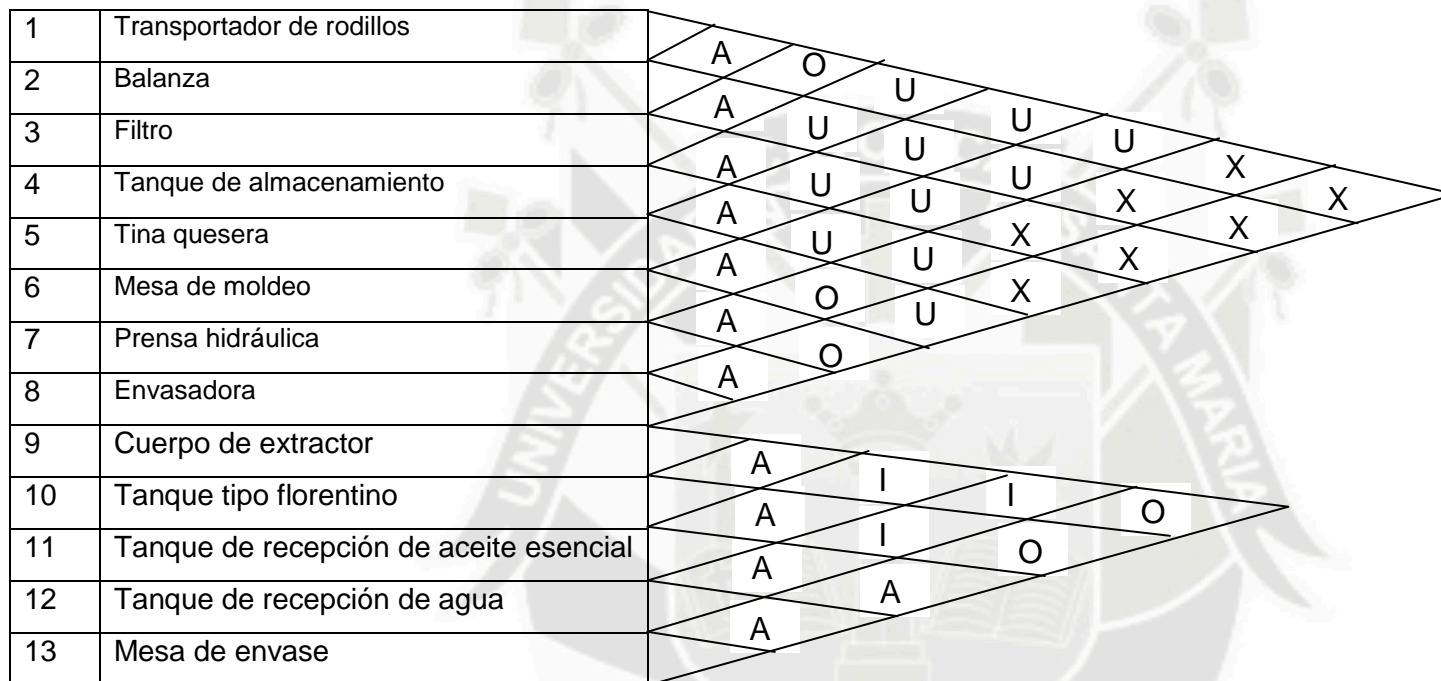 1 Transportador de rodillos
A O U U U X X
2 Balanza
A U U U X X
3 Filtro
A U U X X
4 Tanque de almacenamiento
A U U X
5 Tina quesera
A O U
6 Mesa de moldeo
A O
7 Prensa hidráulica
A
8 Envasadora
9 Cuerpo de extractor
A I I O
10 Tanque tipo florentino
A I O
11 Tanque de recepción de aceite esencial
A A
12 Tanque de recepción de agua
A
13 Mesa de envase
MARIA